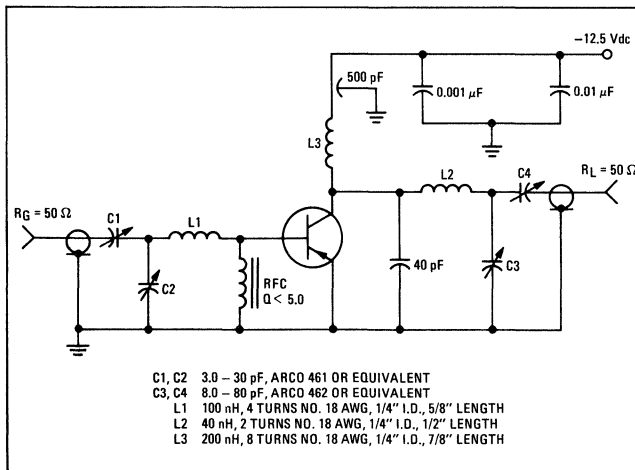 −12.5 Vdc
500 pF
0.001 µF
0.01 µF
L3
L2
C4
RL = 50 Ω
RG = 50 Ω
C1
L1
C2
RFC
Q < 5.0
40 pF
C3
C1, C2 3.0 – 30 pF, ARCO 461 OR EQUIVALENT
C3, C4 8.0 – 80 pF, ARCO 462 OR EQUIVALENT
L1 100 nH, 4 TURNS NO. 18 AWG, 1/4" I.D., 5/8" LENGTH
L2 40 nH, 2 TURNS NO. 18 AWG, 1/4" I.D., 1/2" LENGTH
L3 200 nH, 8 TURNS NO. 18 AWG, 1/4" I.D., 7/8" LENGTH